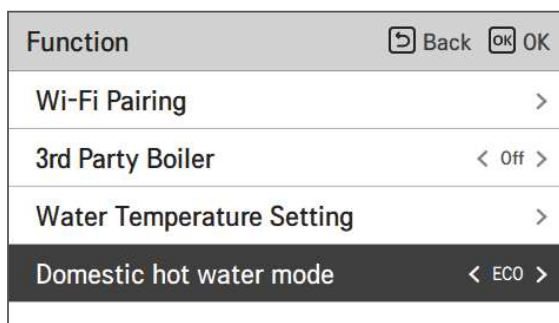 Function Back OK OK
Wi-Fi Pairing >
3rd Party Boiler < Off >
Water Temperature Setting >
Domestic hot water mode < ECO >